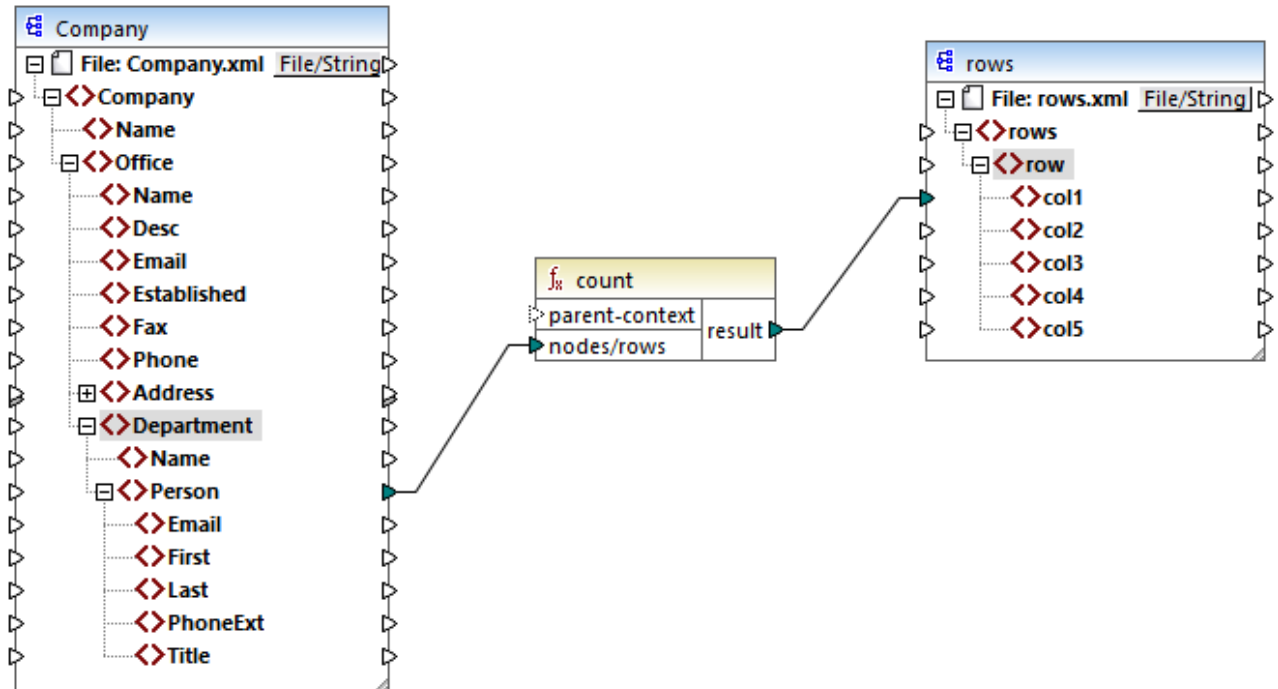 Company
File: Company.xml File/String
Company
Name
Office
Name
Desc
Email
Established
Fax
Phone
Address
Department
Name
Person
Email
First
Last
PhoneExt
Title
fx count
parent-context
nodes/rows
result
rows
File: rows.xml File/String
rows
row
col1
col2
col3
col4
col5